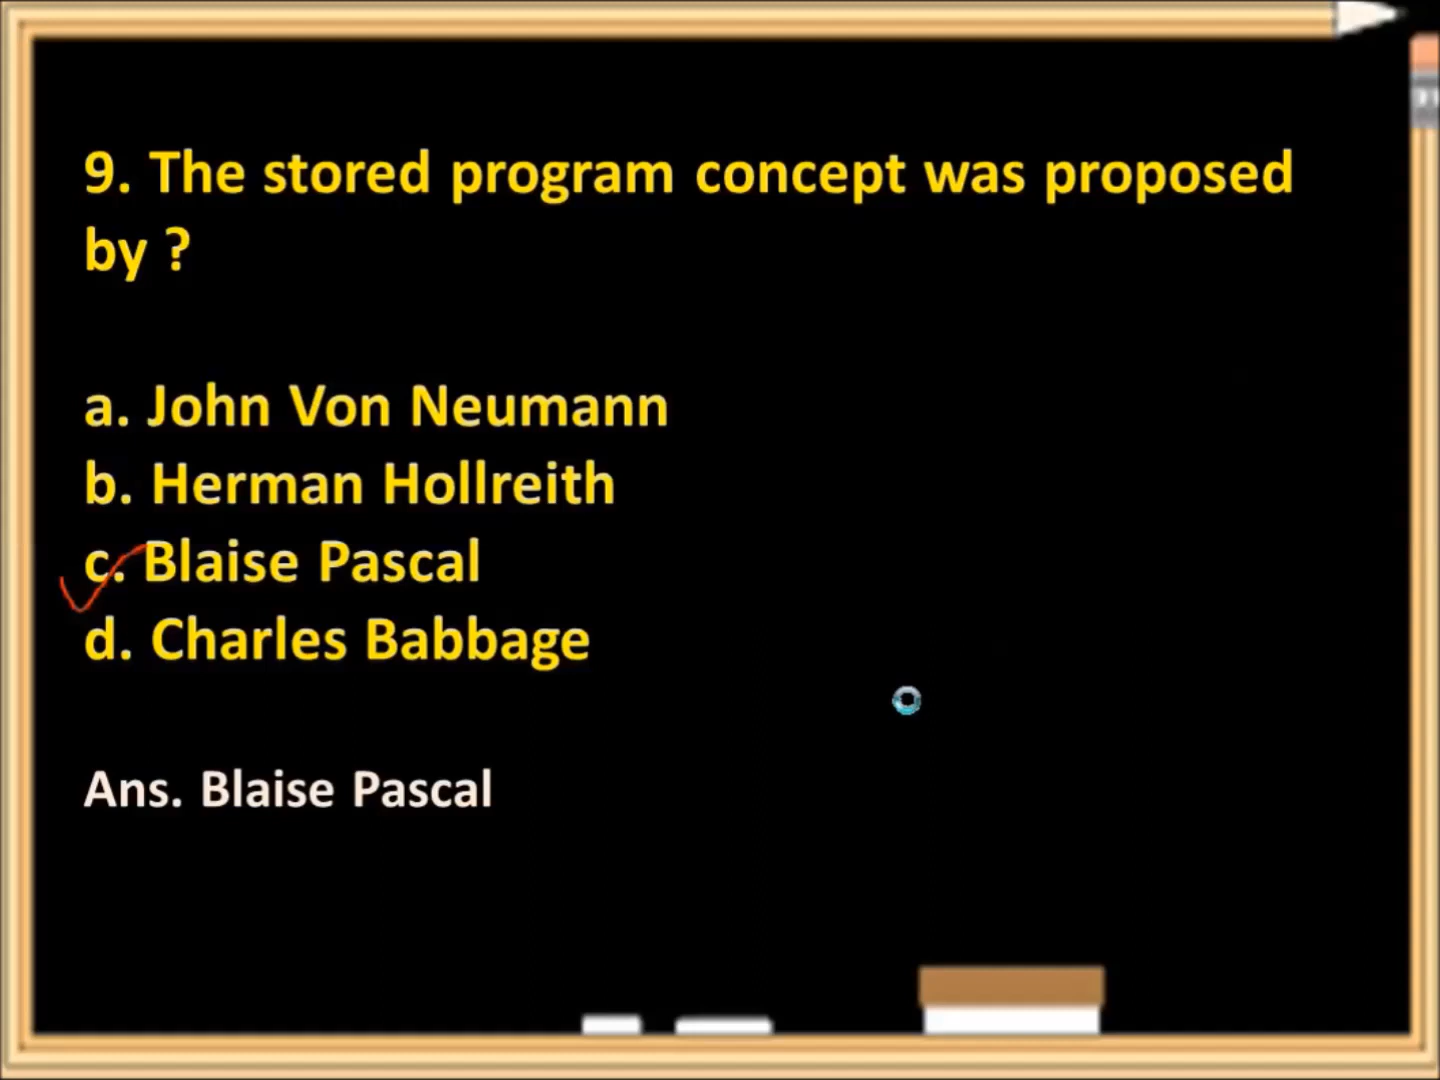 9. The stored program concept was proposed
by ?
a. John Von Neumann
b. Herman Hollreith
c. Blaise Pascal
d. Charles Babbage
Ans. Blaise Pascal